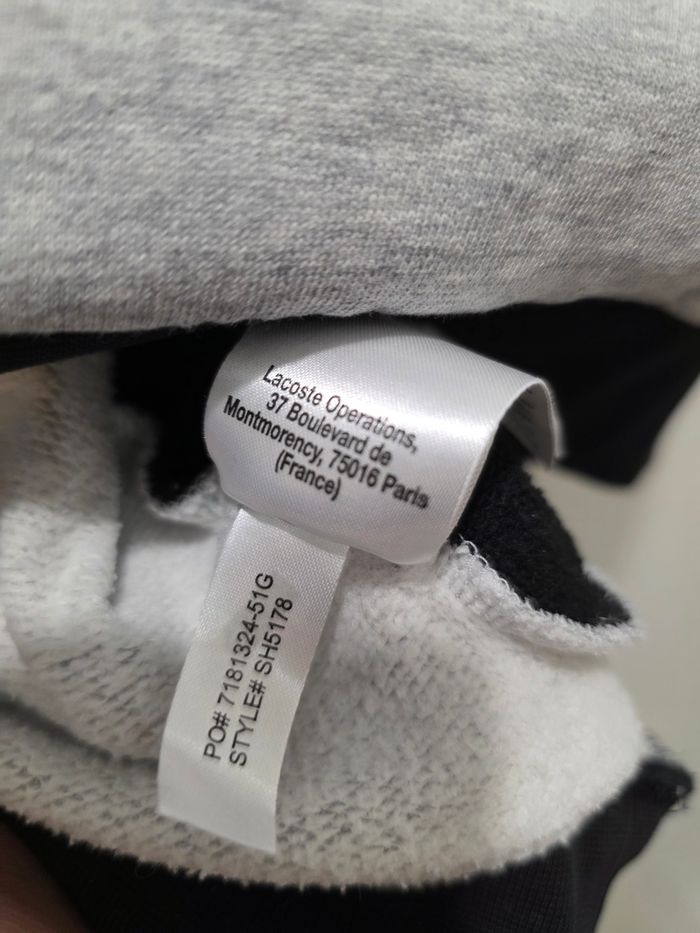 Lacoste Operations,
37 Boulevard de
Montmorency, 75016 Paris
(France)
PO# 7181324-51G
STYLE# SH5178